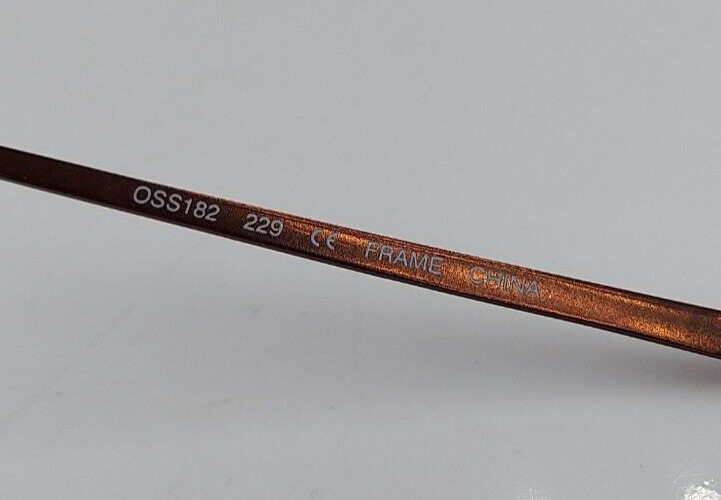 OSS182 229 CE FRAME CHINA